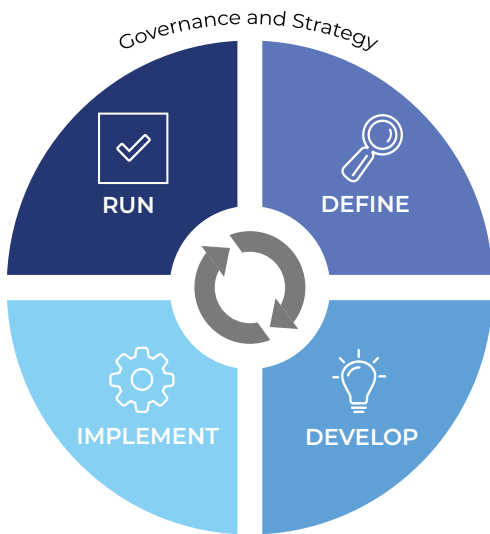 Governance and Strategy
RUN
DEFINE
IMPLEMENT
DEVELOP